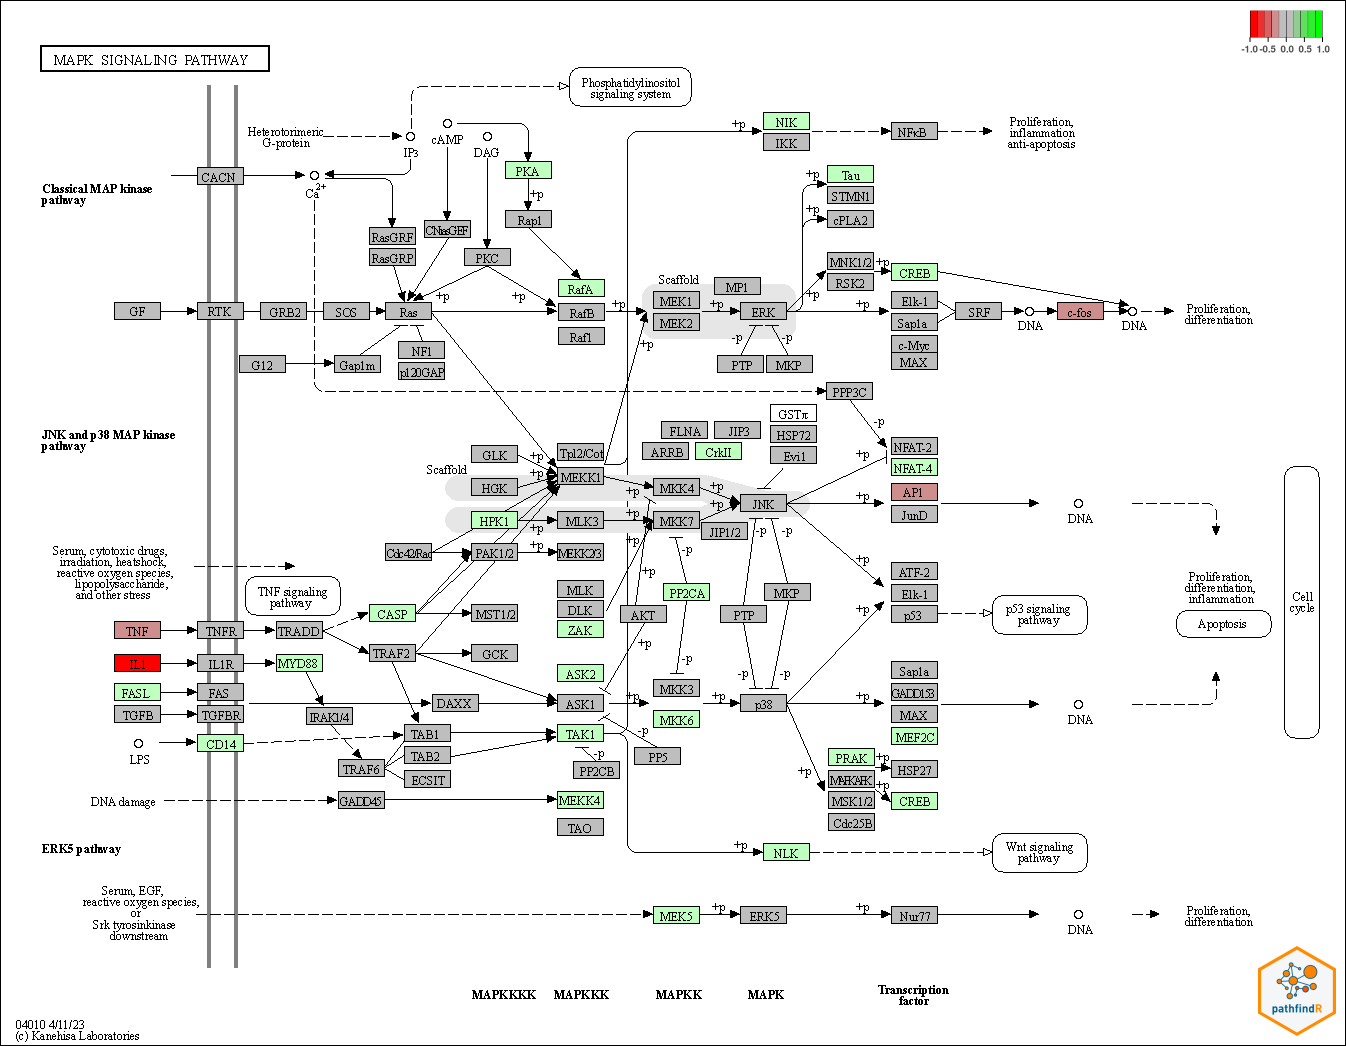 MAPK SIGNALING PATHWAY
-1.0 -0.5 0.0 0.5 1.0
Phosphatidylinositol
signaling system
Heterotorimeric
G-protein
IP3
cAMP
DAG
+p
NIK
IKK
NFκB
Proliferation,
inflammation
anti-apoptosis
CACN
Ca2+
PKA
+p
Rap1
Classical MAP kinase
pathway
+p
Tau
STMN1
+p
cPLA2
RasGRF
RasGRP
PKC
Scaffold
MP1
MNK1/2
RSK2
+p
CREB
GF
RTK
GRB2
SOS
Ras
+p
+p
RafA
RafB
Raf1
+p
MEK1
MEK2
+p
ERK
+p
+p
Elk-1
Sap1a
c-Myc
MAX
SRF
DNA
c-fos
DNA
Proliferation,
differentiation
G12
Gap1m
NF1
p120GAP
+p
-p
-p
PTP
MKP
PPP3C
-p
JNK and p38 MAP kinase
pathway
GSTπ
HSP72
Evi1
FLNA
JIP3
ARRB
CrkII
NFAT-2
NFAT-4
Scaffold
GLK
HGK
HPK1
+p
+p
+p
Tpl2/Cot
MEKK1
MLK3
+p
+p
MKK4
MKK7
+p
+p
JNK
JIP1/2
+p
+p
AP1
JunD
DNA
Cdc42/Rac
PAK1/2
+p
MEKK2/3
+p
-p
-p
-p
+p
Serum, cytotoxic drugs,
irradiation, heatshock,
reactive oxygen species,
lipopolysaccharide,
and other stress
TNF signaling
pathway
CASP
MST1/2
MLK
DLK
ZAK
+p
AKT
PP2CA
PTP
MKP
+p
ATF-2
Elk-1
p53
p53 signaling
pathway
Proliferation,
differentiation,
inflammation
Apoptosis
Cell
cycle
TNF
TNFR
TRADD
TRAF2
GCK
+p
IL1
IL1R
MYD88
ASK2
-p
-p
-p
FASL
FAS
DAXX
ASK1
+p
MKK3
MKK6
+p
p38
+p
Sap1a
GADD153
MAX
MEF2C
DNA
TGFB
TGFBR
IRAK1/4
LPS
CD14
TAB1
TAB2
ECSIT
TRAF6
TAK1
-p
-p
PP2CB
PP5
+p
PRAK
MSK1/2
Cdc25B
+p
+p
HSP27
CREB
DNA damage
GADD45
MEKK4
TAO
ERK5 pathway
+p
NLK
Wnt signaling
pathway
Serum, EGF,
reactive oxygen species,
or
Srk tyrosinkinase
downstream
MEK5
+p
ERK5
+p
Nur77
DNA
Proliferation,
differentiation
MAPKKKK
MAPKKK
MAPKK
MAPK
Transcription
factor
04010 4/11/23
(c) Kanehisa Laboratories
pathfindR